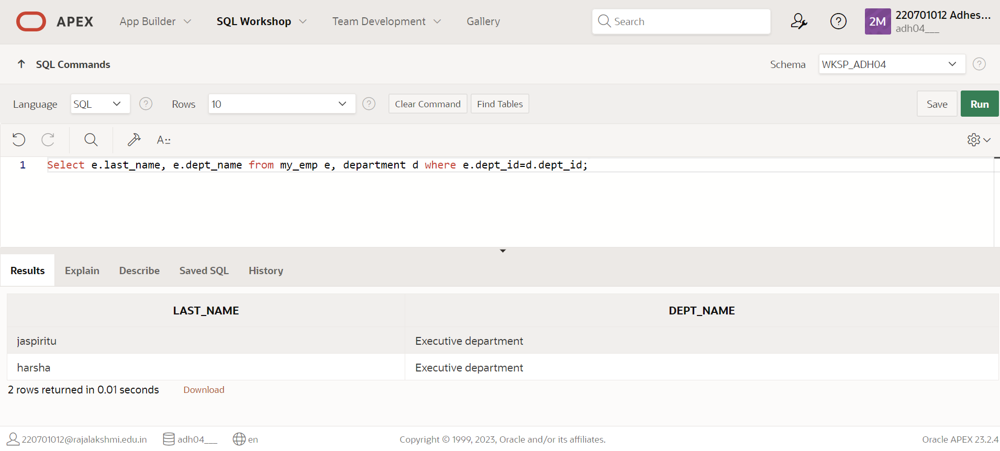 APEX App Builder SQL Workshop Team Development Gallery Search 220701012 Adhes...
2M adh04___
SQL Commands Schema WKSP_ADH04
Language SQL Rows 10 Clear Command Find Tables Save Run
A
1 Select e.last_name, e.dept_name from my_emp e, department d where e.dept_id=d.dept_id;
Results Explain Describe Saved SQL History
LAST_NAME DEPT_NAME
jaspiritu Executive department
harsha Executive department
2 rows returned in 0.01 seconds Download
220701012@rajalakshmi.edu.in adh04___ en Copyright © 1999, 2023, Oracle and/or its affiliates. Oracle APEX 23.2.4